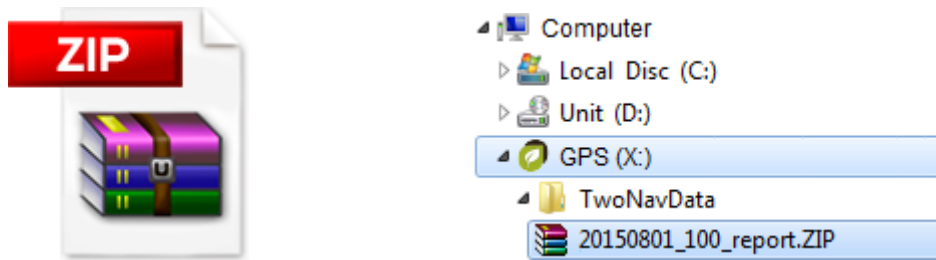 ZIP
Computer
Local Disc (C:)
Unit (D:)
GPS (X:)
TwoNavData
20150801_100_report.ZIP